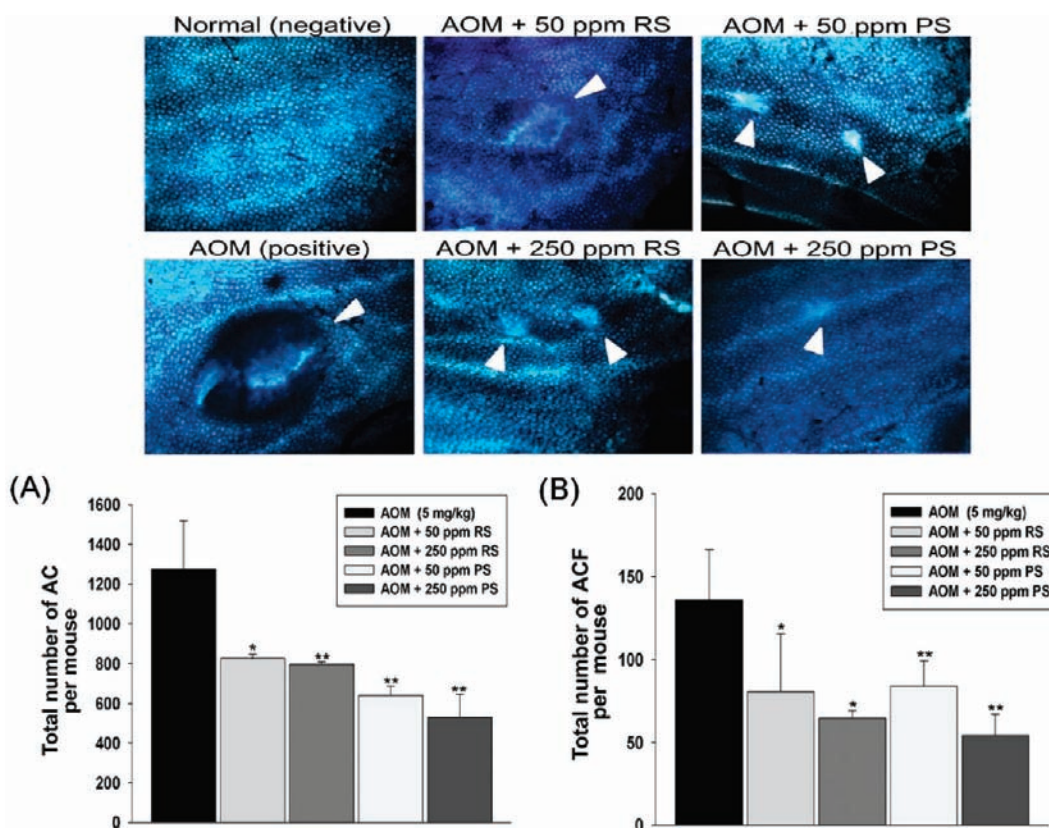 Normal (negative)
AOM + 50 ppm RS
AOM + 50 ppm PS
AOM (positive)
AOM + 250 ppm RS
AOM + 250 ppm PS
(A)
Total number of AC
per mouse
1600
1400
1200
1000
800
600
400
200
0
AOM (5 mg/kg)
AOM + 50 ppm RS
AOM + 250 ppm RS
AOM + 50 ppm PS
AOM + 250 ppm PS
*
**
**
**
(B)
Total number of ACF
per mouse
200
150
100
50
0
AOM (5 mg/kg)
AOM + 50 ppm RS
AOM + 250 ppm RS
AOM + 50 ppm PS
AOM + 250 ppm PS
*
*
**
**